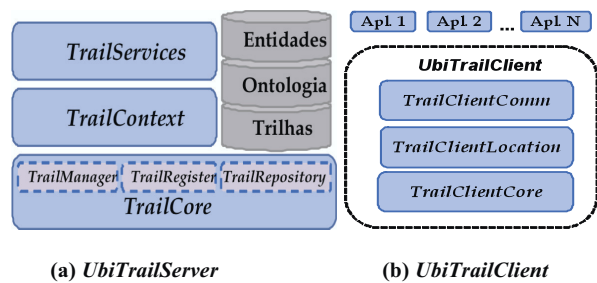 TrailServices
TrailContext
Entidades
Ontologia
Trilhas
TrailManager TrailRegister TrailRepository
TrailCore
(a) UbiTrailServer
Apl. 1 Apl. 2 ... Apl. N
UbiTrailClient
TrailClientComm
TrailClientLocation
TrailClientCore
(b) UbiTrailClient